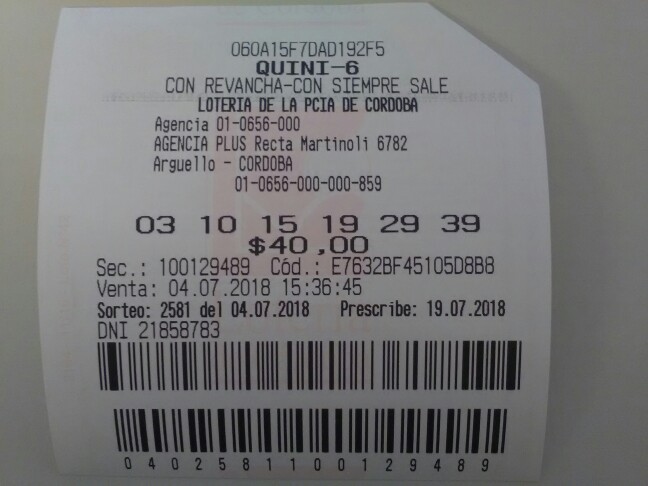 060A15F7DAD192F5
QUINI-6
CON REVANCHA-CON SIEMPRE SALE
LOTERIA DE LA PCIA DE CORDOBA
Agencia 01-0656-000
AGENCIA PLUS Recta Martinoli 6782
Arguello - CORDOBA
01-0656-000-000-859
03 10 15 19 29 39
$40,00
Sec.: 100129489 Cód.: E7632BF45105D8B8
Venta: 04.07.2018 15:36:45
Sorteo: 2581 del 04.07.2018 Prescribe: 19.07.2018
DNI 21858783
0402581100129489